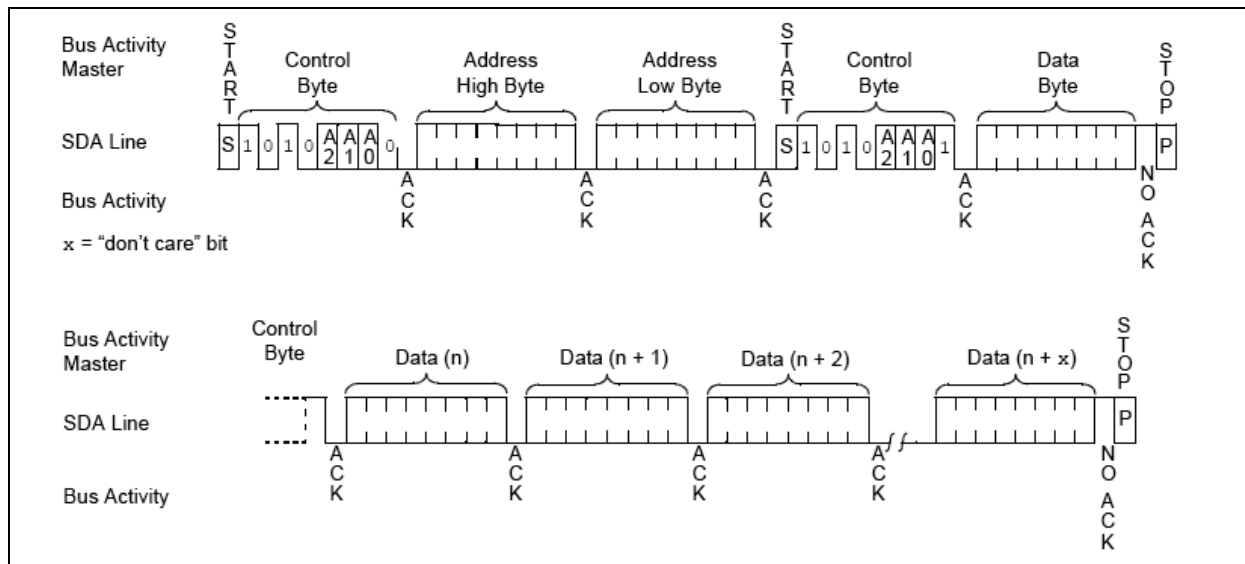 Bus Activity
Master
START
Control
Byte
Address
High Byte
Address
Low Byte
START
Control
Byte
Data
Byte
STOP
SDA Line
S 1 0 1 0 A2 A1 A0 0
S 1 0 1 0 A2 A1 A0 1
P
Bus Activity
ACK
ACK
ACK
ACK
NO ACK
x = “don’t care” bit
Bus Activity
Master
Control
Byte
Data (n)
Data (n + 1)
Data (n + 2)
Data (n + x)
STOP
SDA Line
P
Bus Activity
ACK
ACK
ACK
ACK
NO ACK